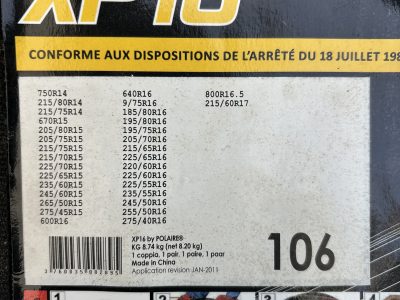 XP16
CONFORME AUX DISPOSITIONS DE L'ARRÊTÉ DU 18 JUILLET 198
750R14
215/80R14
215/75R14
670R15
205/80R15
205/75R15
215/75R15
225/70R15
225/65R15
235/60R15
245/60R15
265/50R15
275/45R15
600R16
640R16
9/75R16
185/80R16
195/80R16
195/75R16
205/70R16
215/65R16
220/60R16
225/60R16
225/55R16
235/55R16
245/50R16
255/50R16
275/40R16
800R16.5
215/60R17
XP16 by POLAIRE®
KG 8.74 kg (net 8.20 kg)
1 coppia, 1 pair, 1 paire, 1 paar
Made in China
Application revision JAN-2011
106
1
2
3